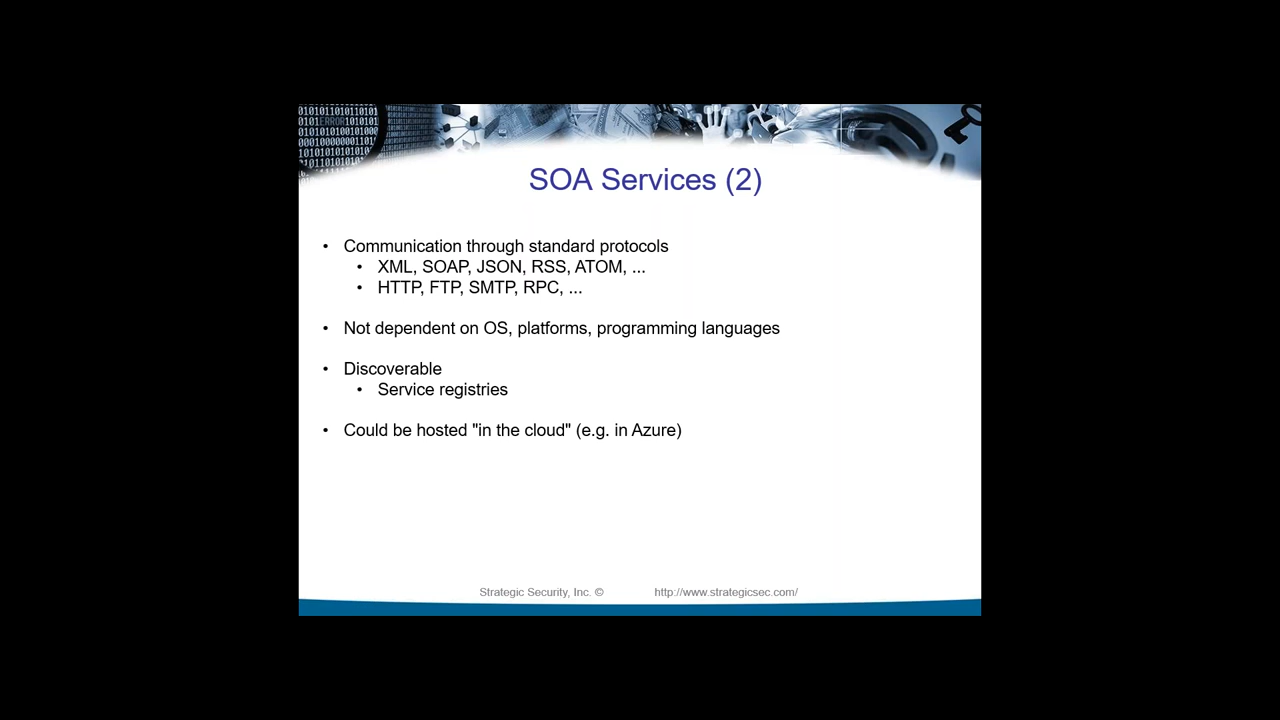 SOA Services (2)
• Communication through standard protocols
• XML, SOAP, JSON, RSS, ATOM, ...
• HTTP, FTP, SMTP, RPC, ...
• Not dependent on OS, platforms, programming languages
• Discoverable
• Service registries
• Could be hosted "in the cloud" (e.g. in Azure)
Strategic Security, Inc. © http://www.strategicsec.com/